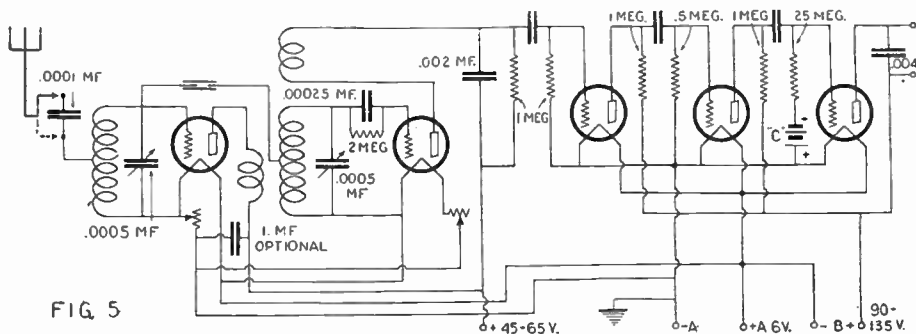 .0001 MF.
.0005 MF
1. MF
OPTIONAL
.00025 MF.
2 MEG
.0005
MF
.002 MF.
1 MEG
1 MEG.
.5 MEG.
1 MEG
.25 MEG.
"C"
+
.004
FIG. 5
+ 45-65 V.
-A
+A 6V.
- B +
90-
135 V.